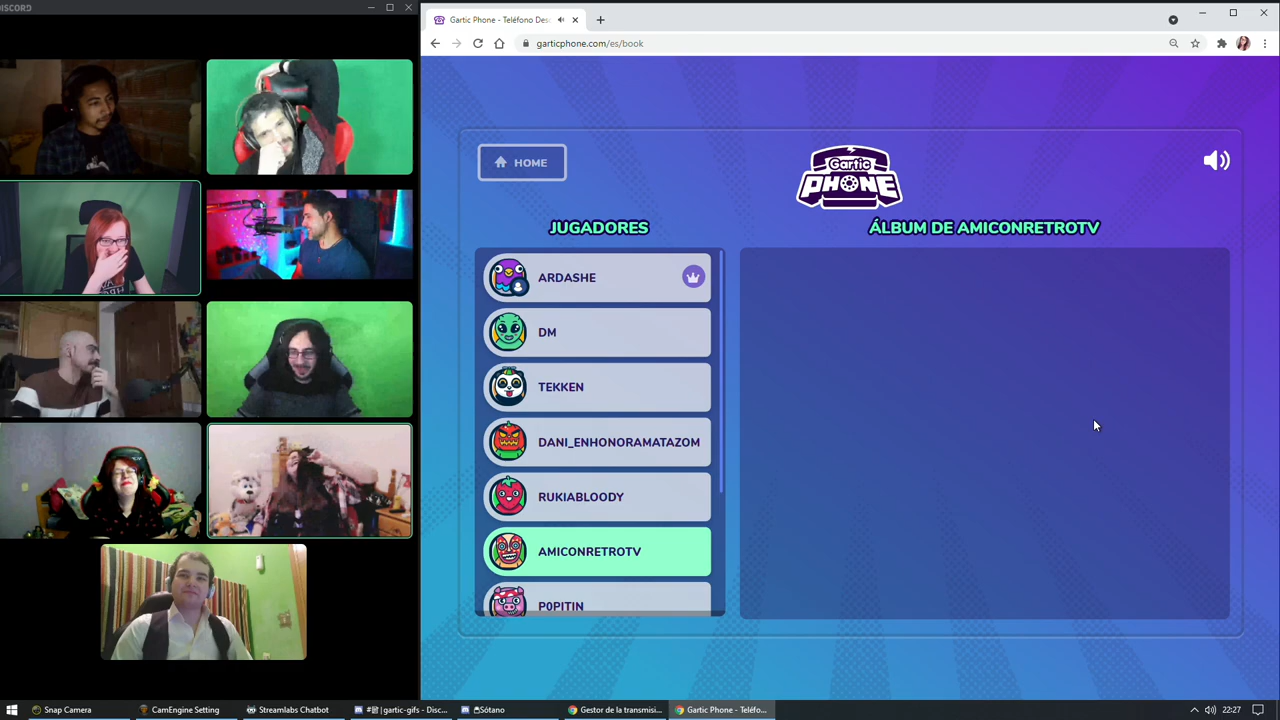 DISCORD
Gartic Phone - Teléfono Des
garticphone.com/es/book
HOME
Gartic
PHONE
JUGADORES
ÁLBUM DE AMICONRETROTV
ARDASHE
DM
TEKKEN
DANI_ENHONORAMATAZOM
RUKIABLOODY
AMICONRETROTV
P0PITIN
Snap Camera
CamEngine Setting
Streamlabs Chatbot
gartic-gifs - Disc...
Sótano
Gestor de la transmisi...
Gartic Phone - Teléfo...
22:27